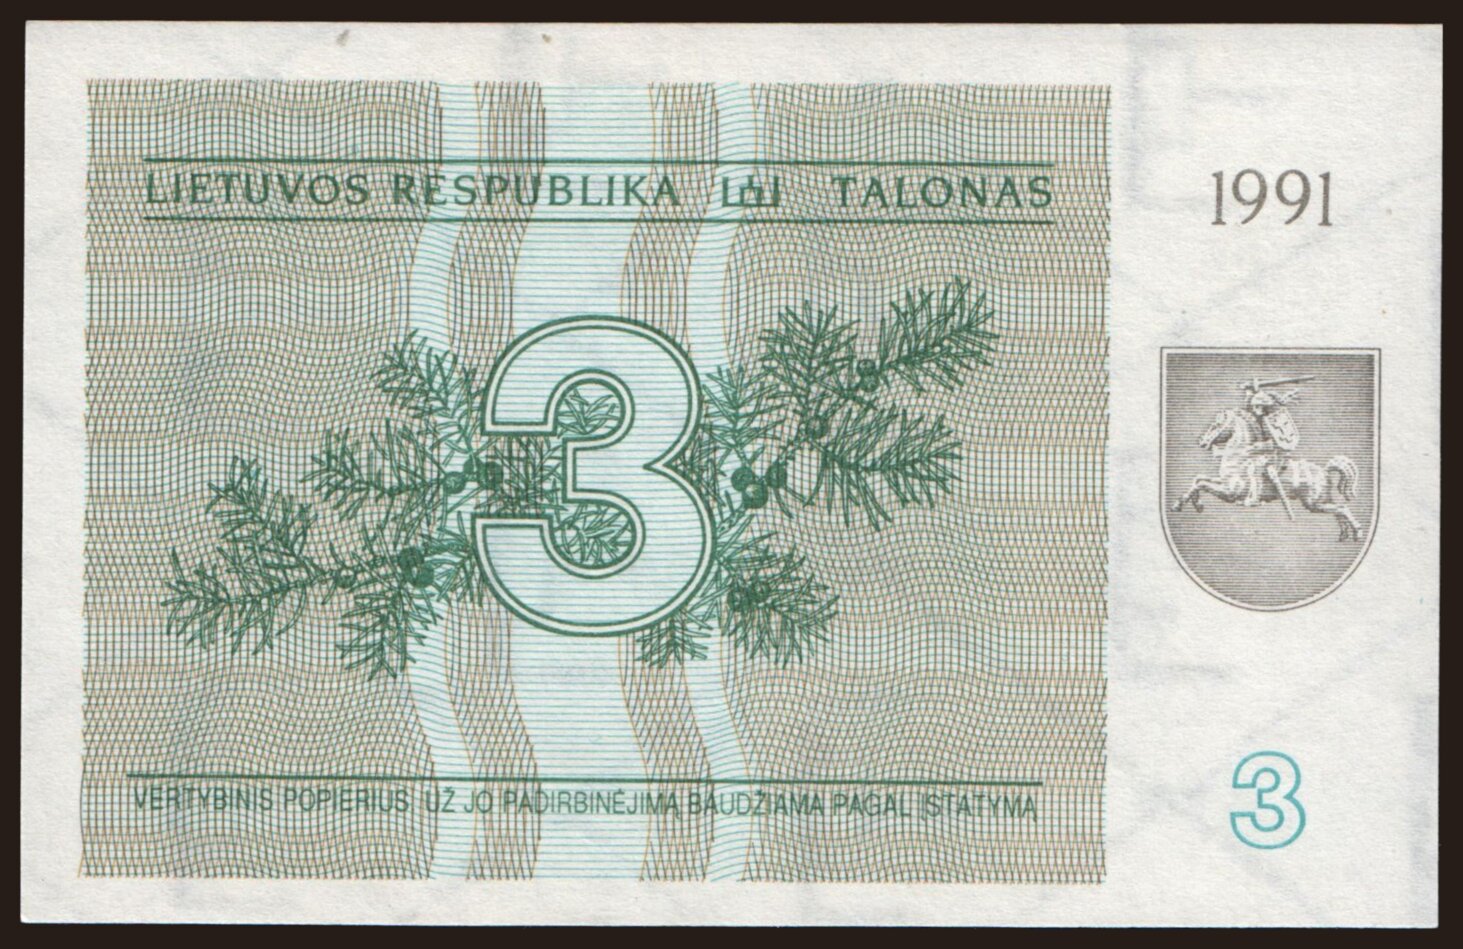 LIETUVOS RESPUBLIKA TALONAS
1991
3
VERTYBINIS POPIERIUS UŽ JO PADIRBINĖJIMĄ BAUDŽIAMA PAGAL ĮSTATYMĄ
3